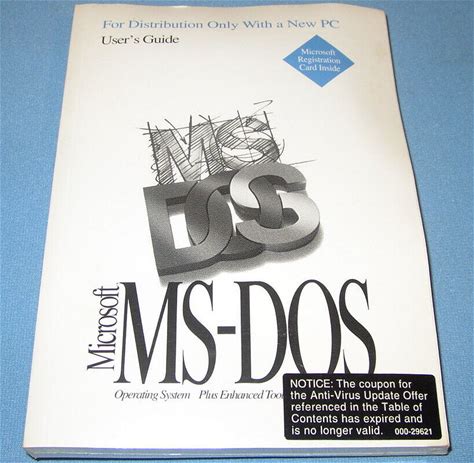 For Distribution Only With a New PC
User's Guide
Microsoft
Registration
Card Inside
MS
DOS
Microsoft
MS-DOS
Operating System Plus Enhanced Tool
NOTICE: The coupon for
the Anti-Virus Update Offer
referenced in the Table of
Contents has expired and
is no longer valid. 000-29621